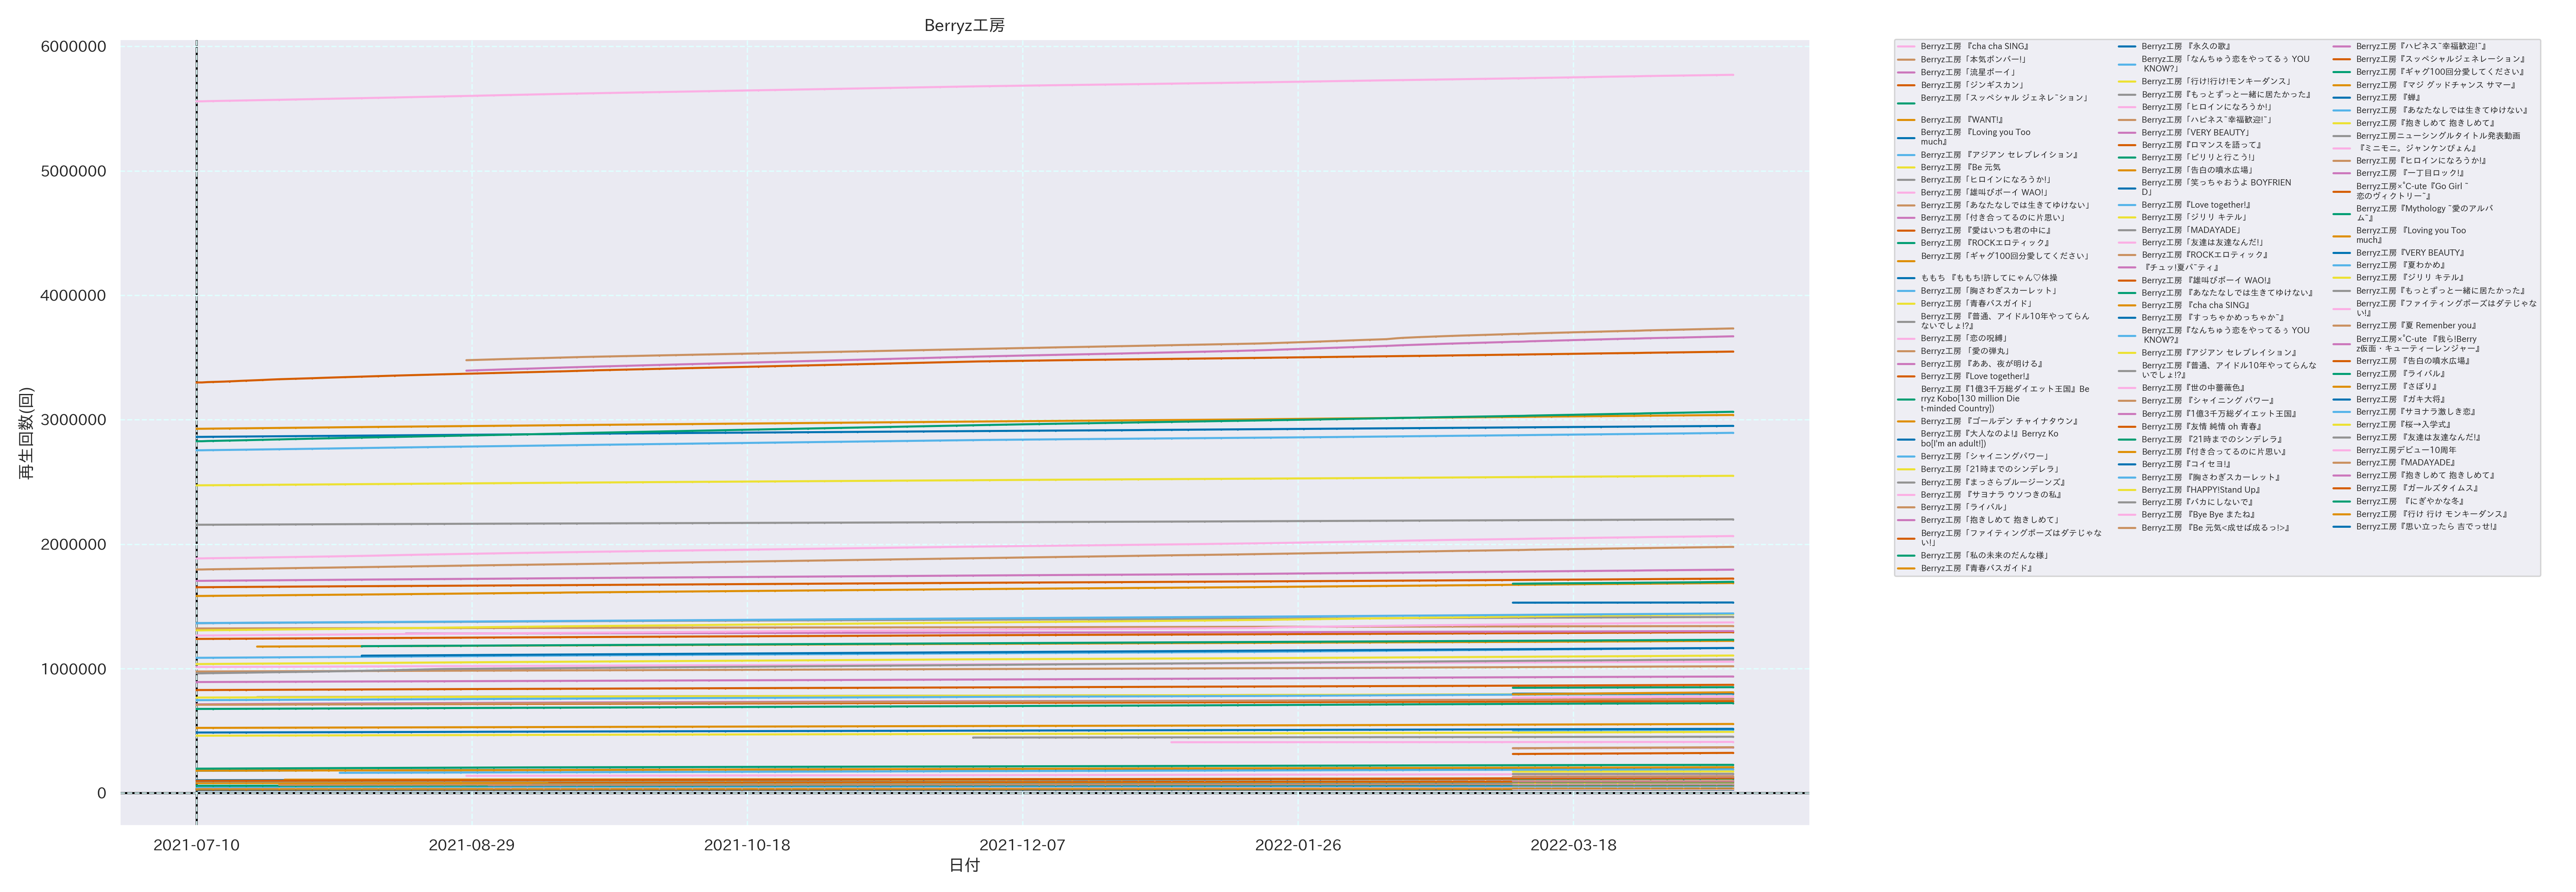 Berryz工房
6000000
5000000
4000000
3000000
2000000
1000000
0
再生回数(回)
2021-07-10
2021-08-29
2021-10-18
2021-12-07
2022-01-26
2022-03-18
日付
Berryz工房 『cha cha SING』
Berryz工房「本気ボンバー!」
Berryz工房「流星ボーイ」
Berryz工房「ジンギスカン」
Berryz工房「スッペシャル ジェネレ~ション」
Berryz工房 『WANT!』
Berryz工房 『Loving you Too
much』
Berryz工房 『アジアン セレブレイション』
Berryz工房 『Be 元気
Berryz工房「ヒロインになろうか!」
Berryz工房「雄叫びボーイ WAO!」
Berryz工房「あなたなしでは生きてゆけない」
Berryz工房「付き合ってるのに片思い」
Berryz工房 『愛はいつも君の中に』
Berryz工房 『ROCKエロティック』
Berryz工房「ギャグ100回分愛してください」
ももち 『ももち!許してにゃん♡体操
Berryz工房「胸さわぎスカーレット」
Berryz工房「青春バスガイド」
Berryz工房 『普通、アイドル10年やってらん
ないでしょ!?』
Berryz工房「恋の呪縛」
Berryz工房 「愛の弾丸」
Berryz工房 『ああ、夜が明ける』
Berryz工房 『Love together!』
Berryz工房 『1億3千万総ダイエット王国』Be
rryz Kobo[130 million Die
t-minded Country])
Berryz工房 『ゴールデン チャイナタウン』
Berryz工房 『大人なのよ!』Berryz Ko
bo[I'm an adult!])
Berryz工房「シャイニングパワー」
Berryz工房「21時までのシンデレラ」
Berryz工房 『まっさらブルージーンズ』
Berryz工房 『サヨナラ ウソつきの私』
Berryz工房「ライバル」
Berryz工房「抱きしめて 抱きしめて」
Berryz工房「ファイティングポーズはダテじゃな
い!」
Berryz工房「私の未来のだんな様」
Berryz工房『青春バスガイド』
Berryz工房 『永久の歌』
Berryz工房「なんちゅう恋をやってるぅ YOU
KNOW?」
Berryz工房「行け!行け!モンキーダンス」
Berryz工房 『もっとずっと一緒に居たかった』
Berryz工房「ヒロインになろうか!」
Berryz工房「ハピネス~幸福歓迎!~」
Berryz工房「VERY BEAUTY」
Berryz工房 『ロマンスを語って』
Berryz工房「ピリリと行こう!」
Berryz工房「告白の噴水広場」
Berryz工房「笑っちゃおうよ BOYFRIEN
D」
Berryz工房『Love together!』
Berryz工房「ジリリ キテル」
Berryz工房「MADAYADE」
Berryz工房「友達は友達なんだ!」
Berryz工房『ROCKエロティック』
『チュッ!夏パ~ティ』
Berryz工房 『雄叫びボーイ WAO!』
Berryz工房『あなたなしでは生きてゆけない』
Berryz工房 『cha cha SING』
Berryz工房『すっちゃかめっちゃか~』
Berryz工房 『なんちゅう恋をやってるぅ YOU
KNOW?』
Berryz工房『アジアン セレブレイション』
Berryz工房『普通、アイドル10年やってらんな
いでしょ!?』
Berryz工房『世の中薔薇色』
Berryz工房『シャイニング パワー』
Berryz工房『1億3千万総ダイエット王国』
Berryz工房『友情 純情 oh 青春』
Berryz工房『21時までのシンデレラ』
Berryz工房『付き合ってるのに片思い』
Berryz工房『コイセヨ!』
Berryz工房『胸さわぎスカーレット』
Berryz工房『HAPPY!Stand Up』
Berryz工房『バカにしないで』
Berryz工房『Bye Bye またね』
Berryz工房 『Be 元気<成せば成るっ!>』
Berryz工房『ハピネス~幸福歓迎!~』
Berryz工房『スッペシャルジェネレーション』
Berryz工房『ギャグ100回分愛してください』
Berryz工房『マジ グッドチャンス サマー』
Berryz工房 『蝉』
Berryz工房『あなたなしでは生きてゆけない』
Berryz工房『抱きしめて 抱きしめて』
Berryz工房ニューシングルタイトル発表動画
『ミニモニ。ジャンケンぴょん』
Berryz工房『ヒロインになろうか!』
Berryz工房『一丁目ロック!』
Berryz工房×℃-ute『Go Girl ~
恋のヴィクトリー~』
Berryz工房『Mythology ~愛のアルバ
ム~』
Berryz工房 『Loving you Too
much』
Berryz工房『VERY BEAUTY』
Berryz工房 『夏わかめ』
Berryz工房『ジリリ キテル』
Berryz工房『もっとずっと一緒に居たかった』
Berryz工房『ファイティングポーズはダテじゃな
い!』
Berryz工房『夏 Remenber you』
Berryz工房×℃-ute 『我ら!Berry
z仮面・キューティーレンジャー』
Berryz工房 『告白の噴水広場』
Berryz工房 『ライバル』
Berryz工房 『さぼり』
Berryz工房『ガキ大将』
Berryz工房『サヨナラ激しき恋』
Berryz工房『桜→入学式』
Berryz工房『友達は友達なんだ!』
Berryz工房デビュー10周年
Berryz工房『MADAYADE』
Berryz工房『抱きしめて 抱きしめて』
Berryz工房『ガールズタイムス』
Berryz工房 『にぎやかな冬』
Berryz工房『行け 行け モンキーダンス』
Berryz工房『思い立ったら 吉でっせ!』